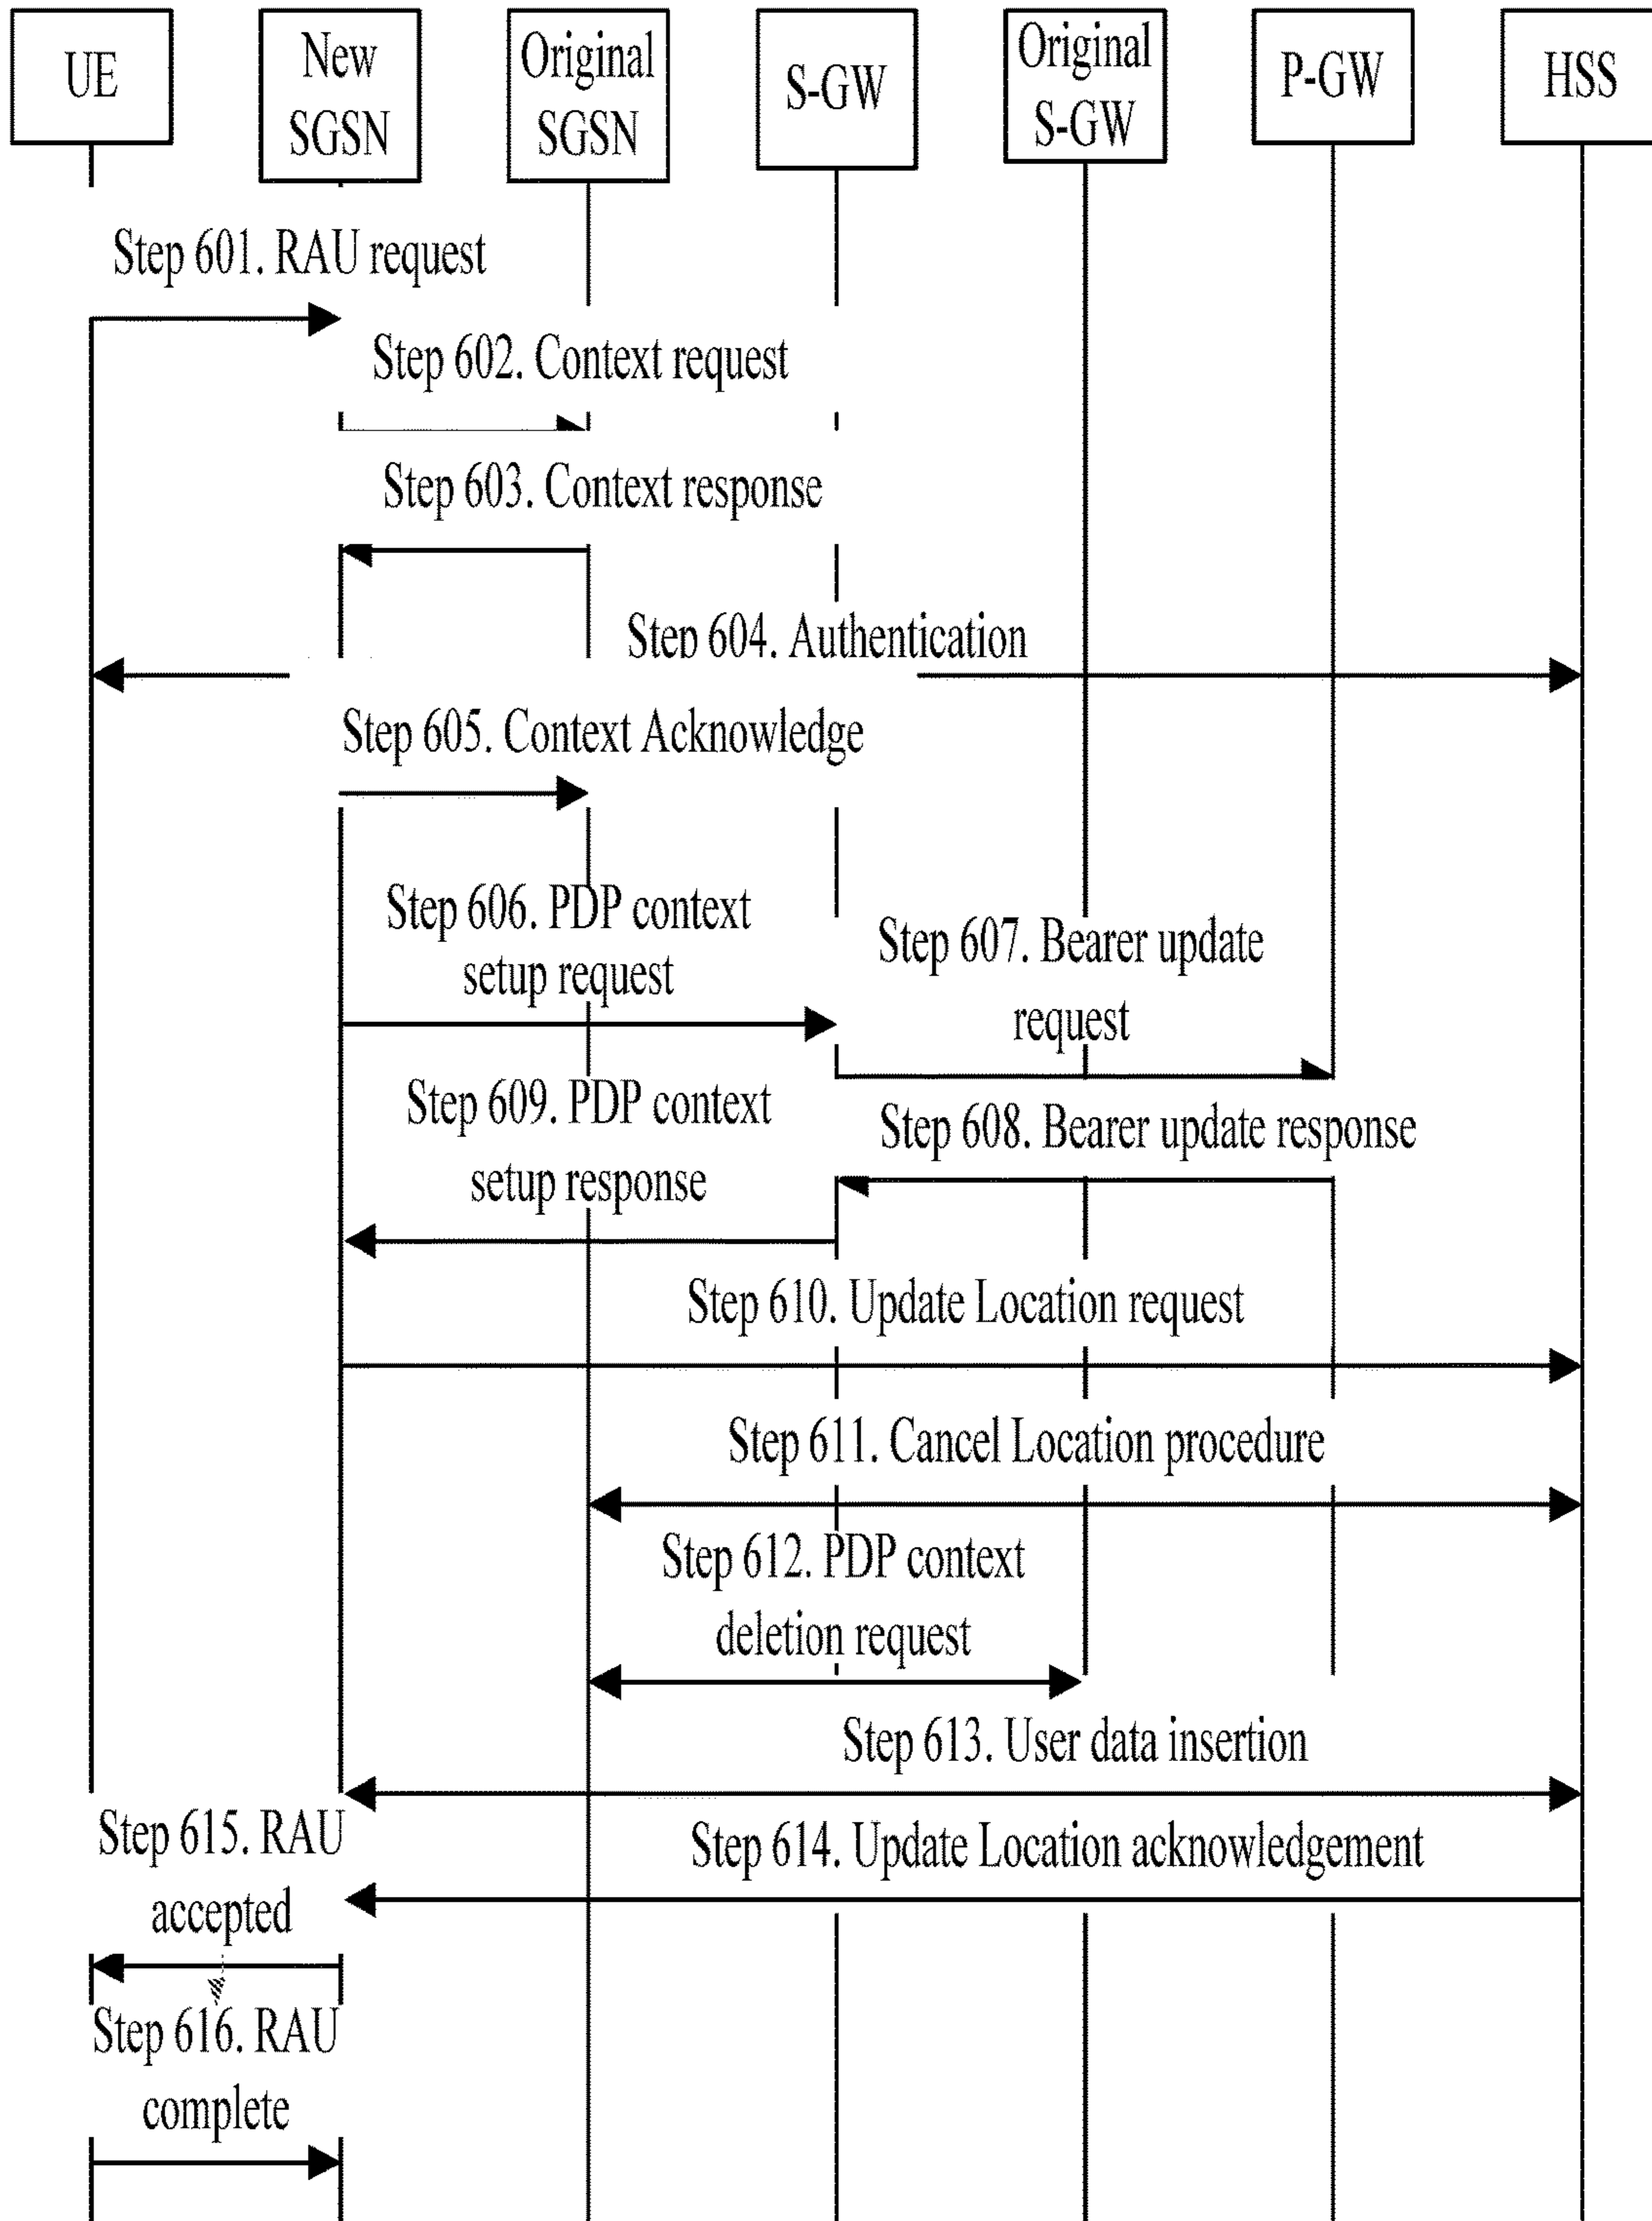 UE
New
SGSN
Original
SGSN
S-GW
Original
S-GW
P-GW
HSS
Step 601. RAU request
Step 602. Context request
Step 603. Context response
Step 604. Authentication
Step 605. Context Acknowledge
Step 606. PDP context
setup request
Step 607. Bearer update
request
Step 609. PDP context
setup response
Step 608. Bearer update response
Step 610. Update Location request
Step 611. Cancel Location procedure
Step 612. PDP context
deletion request
Step 613. User data insertion
Step 615. RAU
accepted
Step 614. Update Location acknowledgement
Step 616. RAU
complete